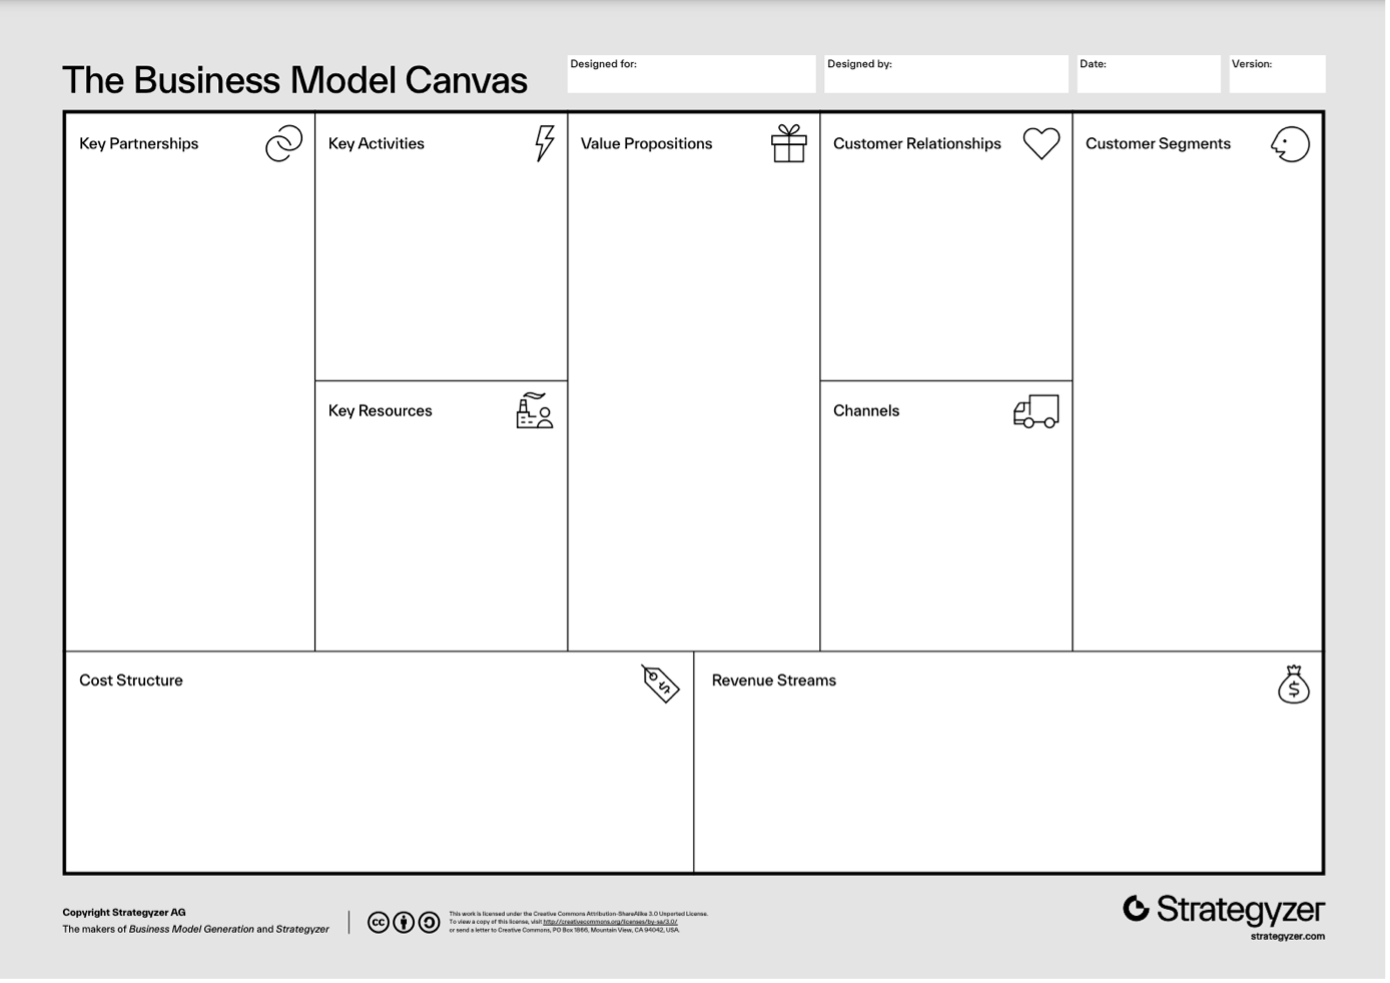 The Business Model Canvas
Designed for:
Designed by:
Date:
Version:
Key Partnerships
Key Activities
Value Propositions
Customer Relationships
Customer Segments
Key Resources
Channels
Cost Structure
$
Revenue Streams
$
Copyright Strategyzer AG
The makers of Business Model Generation and Strategyzer
cc
This work is licensed under the Creative Commons Attribution-ShareAlike 3.0 Unported License.
To view a copy of this license, visit http://creativecommons.org/licenses/by-sa/3.0/
or send a letter to Creative Commons, PO Box 1866, Mountain View, CA 94042, USA.
Strategyzer
strategyzer.com